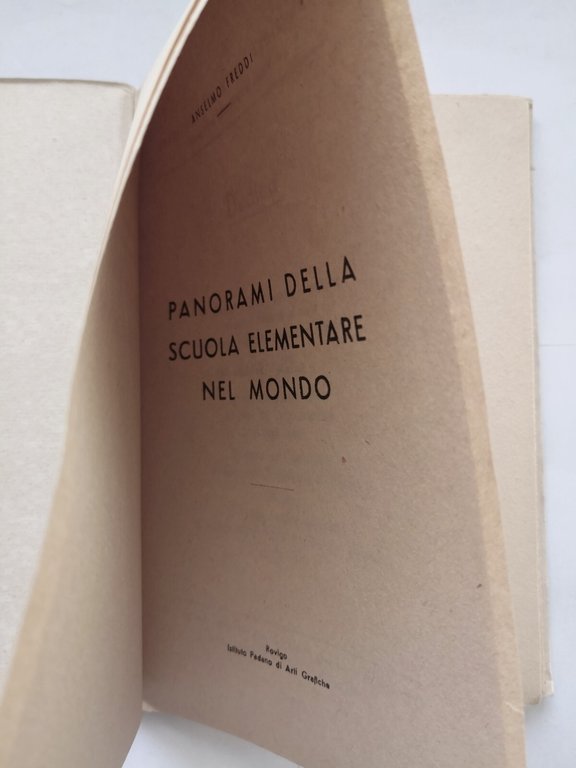 ANSELMO FREDDI
PANORAMI DELLA
SCUOLA ELEMENTARE
NEL MONDO
Rovigo
Istituto Padano di Arti Grafiche